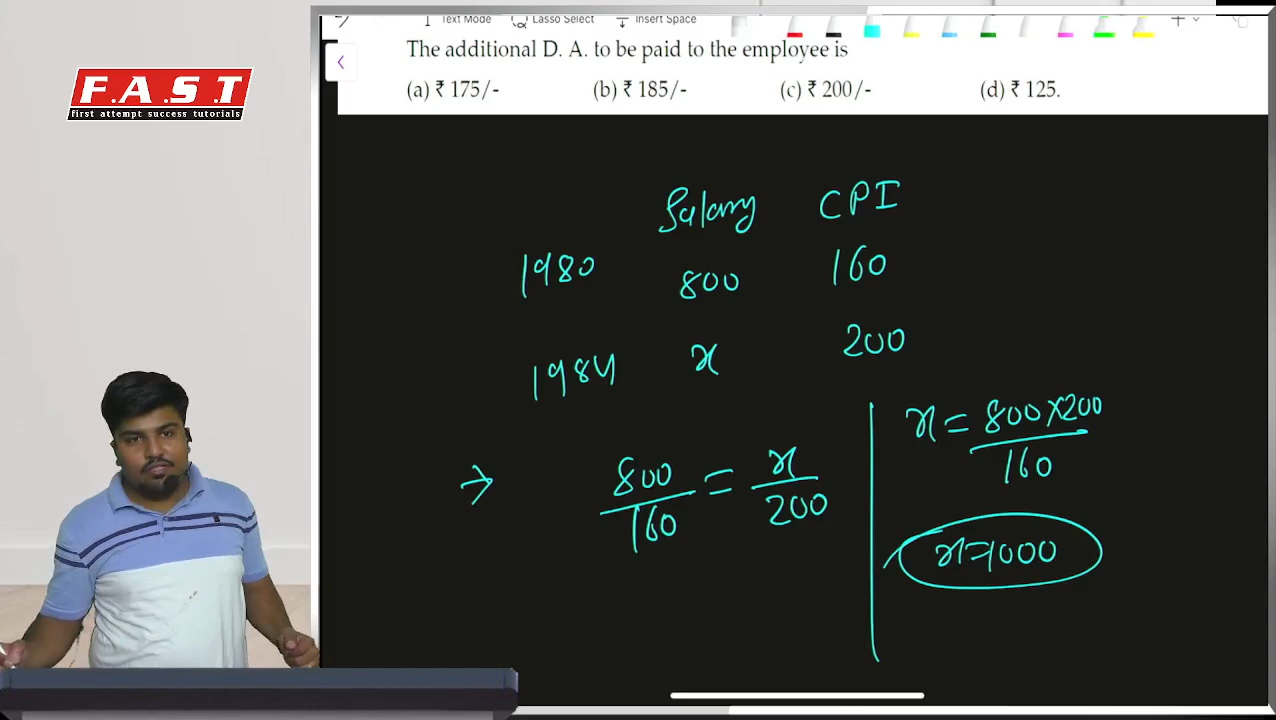 Text Mode Lasso Select Insert Space
The additional D. A. to be paid to the employee is
(a) ₹ 175/- (b) ₹ 185/- (c) ₹ 200/- (d) ₹ 125.
F.A.S.T
first attempt success tutorials
Salary CPI
1980 800 160
1984 x 200
→ 800/160 = x/200
x = 800×200/160
x=1000